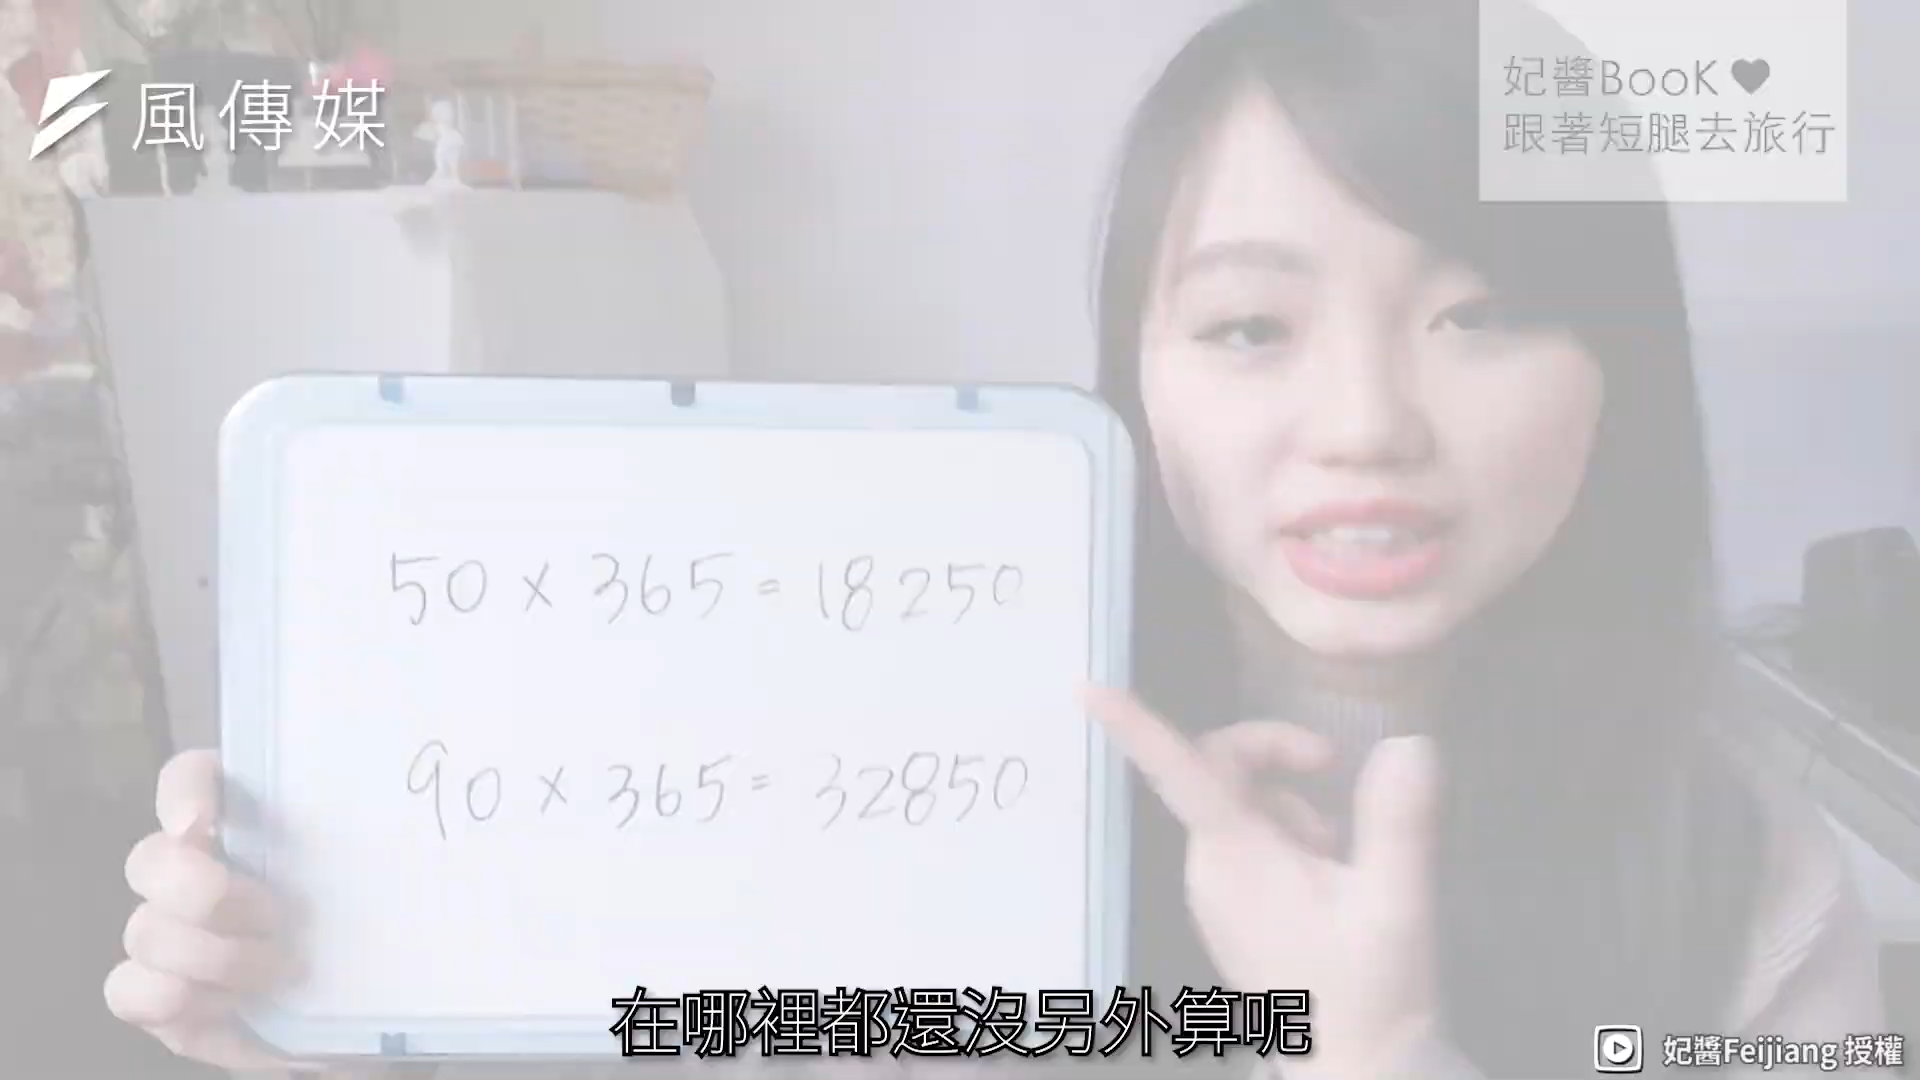 風傳媒
妃醬BooK♥
跟著短腿去旅行
50 × 365 = 18250
90 × 365 = 32850
在哪裡都還沒另外算呢
妃醬Feijiang 授權